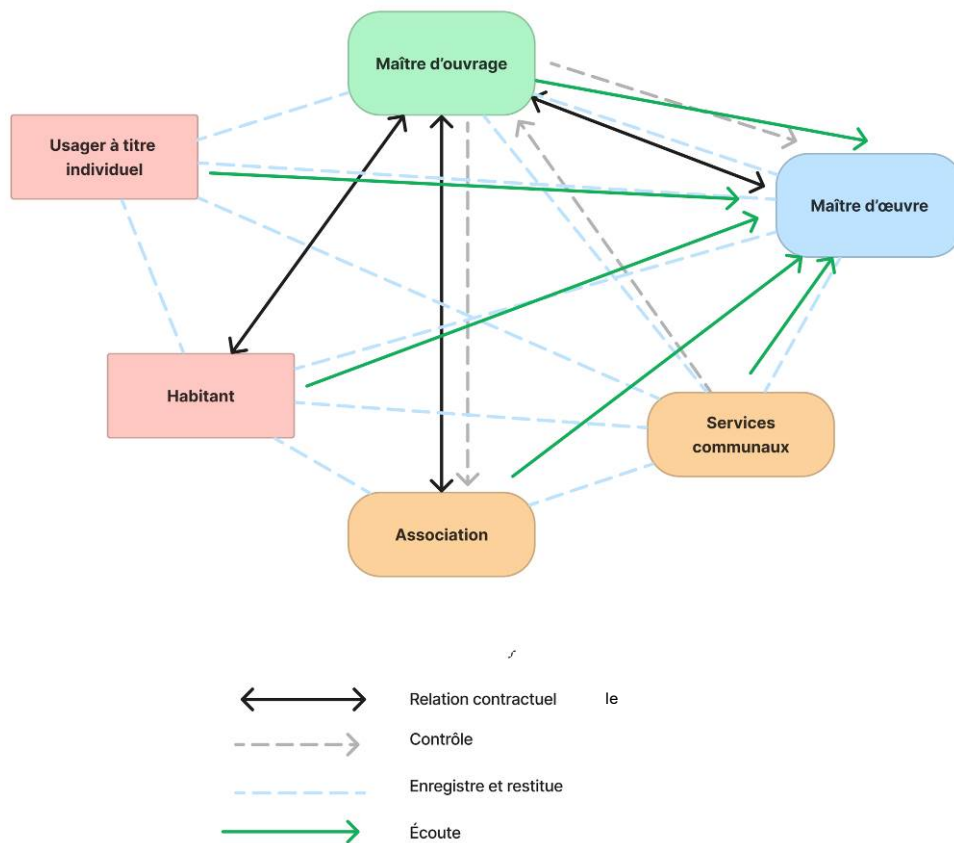 Maître d'ouvrage
Usager à titre
individuel
Maître d'œuvre
Habitant
Services
communaux
Association
Relation contractuel le
Contrôle
Enregistre et restitue
Écoute